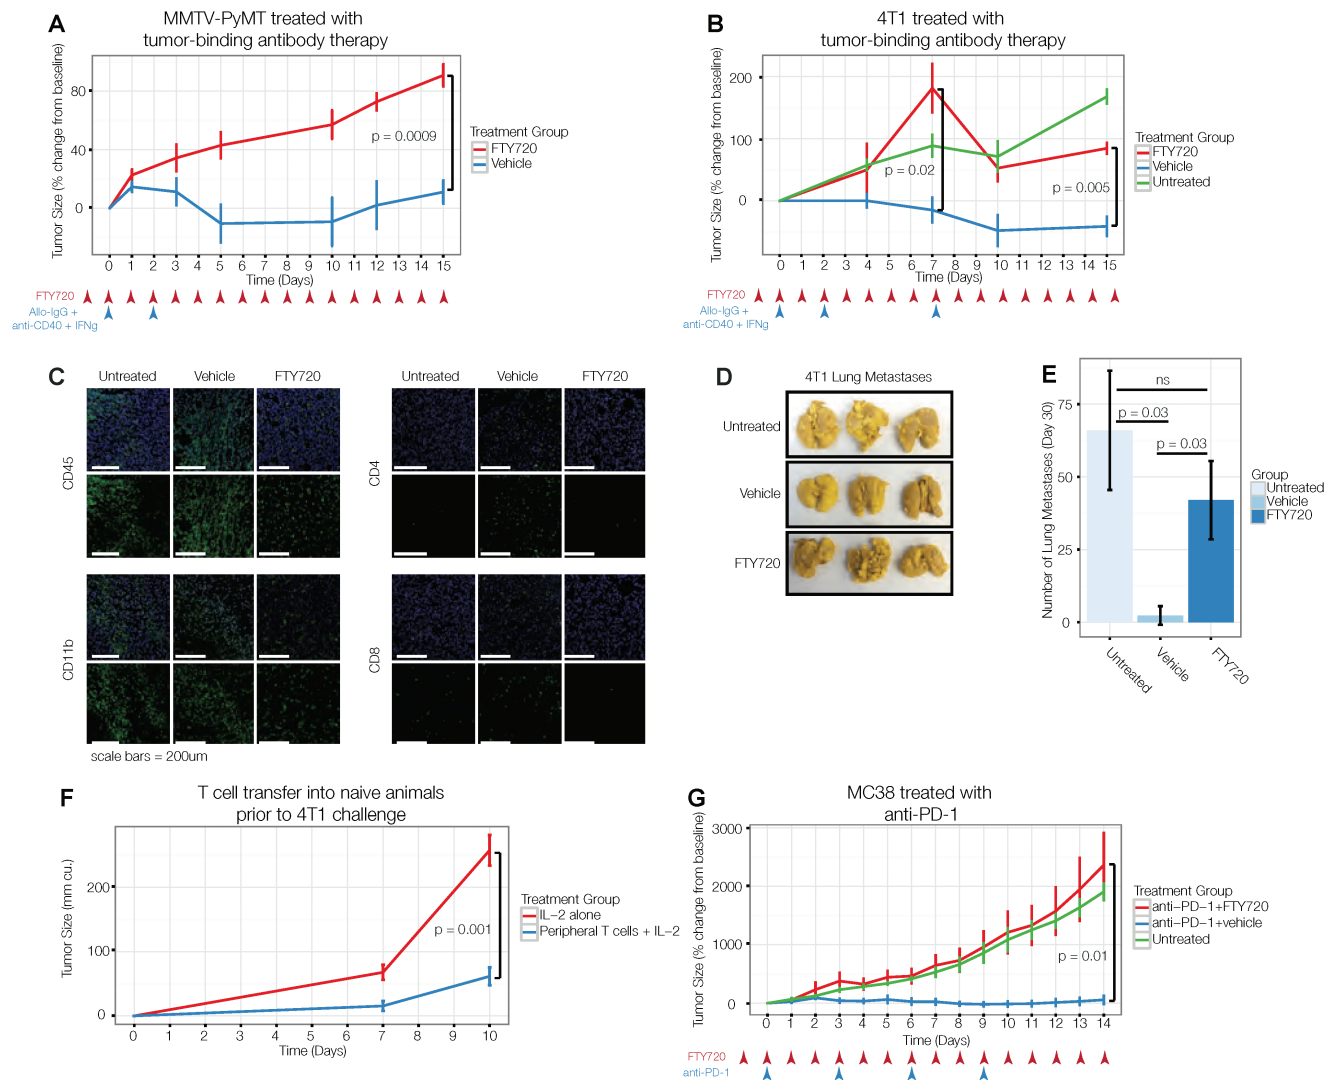 A
MMTV-PyMT treated with
tumor-binding antibody therapy
Tumor Size (% change from baseline)
80
40
0
p = 0.0009
Treatment Group
FTY720
Vehicle
0 1 2 3 4 5 6 7 8 9 10 11 12 13 14 15
Time (Days)
FTY720
Allo-IgG +
anti-CD40 + IFNg
B
4T1 treated with
tumor-binding antibody therapy
Tumor Size (% change from baseline)
200
100
0
p = 0.02
p = 0.005
Treatment Group
FTY720
Vehicle
Untreated
0 1 2 3 4 5 6 7 8 9 10 11 12 13 14 15
Time (Days)
FTY720
Allo-IgG +
anti-CD40 + IFNg
C
Untreated Vehicle FTY720
Untreated Vehicle FTY720
CD45
CD4
CD11b
CD8
scale bars = 200um
D
4T1 Lung Metastases
Untreated
Vehicle
FTY720
E
Number of Lung Metastases (Day 30)
75
50
25
0
ns
p = 0.03
p = 0.03
Group
Untreated
Vehicle
FTY720
Untreated
Vehicle
FTY720
F
T cell transfer into naive animals
prior to 4T1 challenge
Tumor Size (mm cu.)
200
100
0
p = 0.001
Treatment Group
IL-2 alone
Peripheral T cells + IL-2
0 1 2 3 4 5 6 7 8 9 10
Time (Days)
G
MC38 treated with
anti-PD-1
Tumor Size (% change from baseline)
3000
2000
1000
0
p = 0.01
Treatment Group
anti-PD-1+FTY720
anti-PD-1+vehicle
Untreated
0 1 2 3 4 5 6 7 8 9 10 11 12 13 14
Time (Days)
FTY720
anti-PD-1